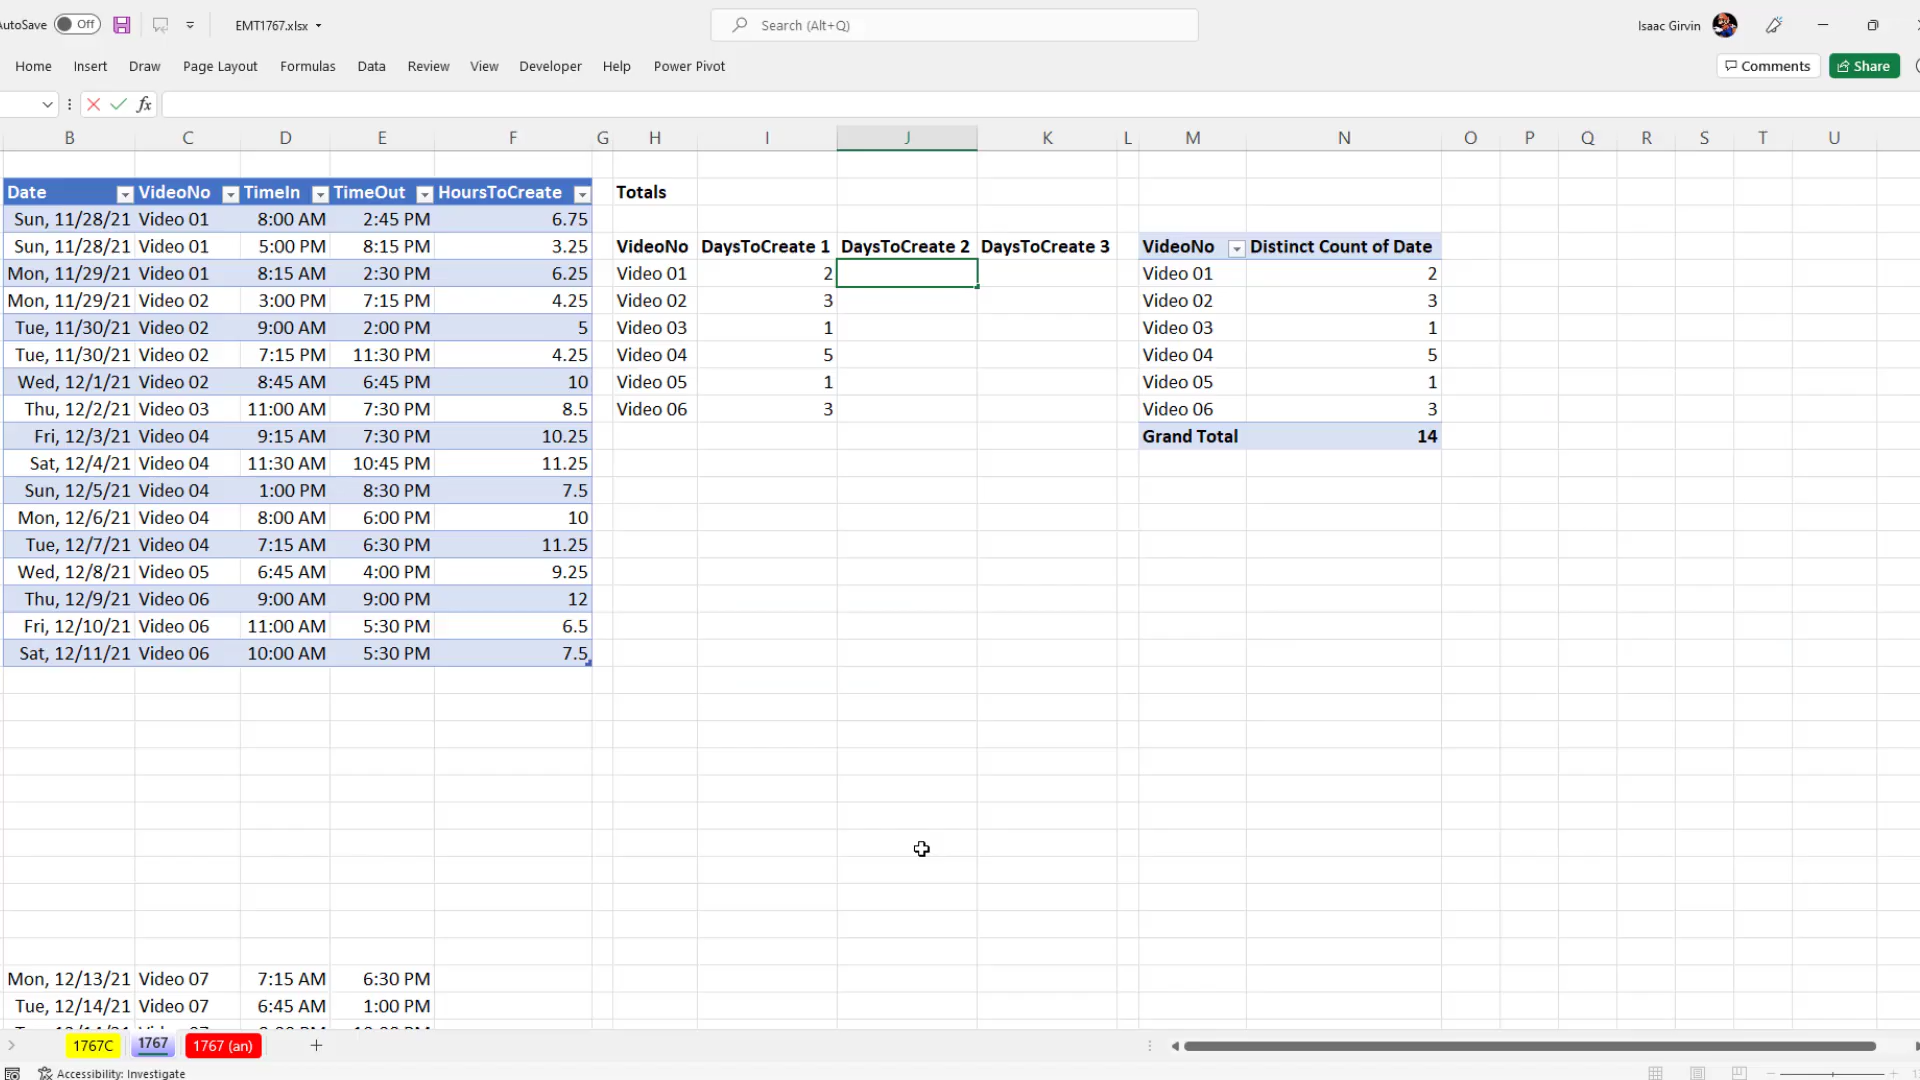 AutoSave Off EMT1767.xlsx Search (Alt+Q) Isaac Girvin
Home Insert Draw Page Layout Formulas Data Review View Developer Help Power Pivot Comments Share
fx
B C D E F G H I J K L M N O P Q R S T U
Date VideoNo TimeIn TimeOut HoursToCreate Totals
Sun, 11/28/21 Video 01 8:00 AM 2:45 PM 6.75
Sun, 11/28/21 Video 01 5:00 PM 8:15 PM 3.25 VideoNo DaysToCreate 1 DaysToCreate 2 DaysToCreate 3 VideoNo Distinct Count of Date
Mon, 11/29/21 Video 01 8:15 AM 2:30 PM 6.25 Video 01 2 Video 01 2
Mon, 11/29/21 Video 02 3:00 PM 7:15 PM 4.25 Video 02 3 Video 02 3
Tue, 11/30/21 Video 02 9:00 AM 2:00 PM 5 Video 03 1 Video 03 1
Tue, 11/30/21 Video 02 7:15 PM 11:30 PM 4.25 Video 04 5 Video 04 5
Wed, 12/1/21 Video 02 8:45 AM 6:45 PM 10 Video 05 1 Video 05 1
Thu, 12/2/21 Video 03 11:00 AM 7:30 PM 8.5 Video 06 3 Video 06 3
Fri, 12/3/21 Video 04 9:15 AM 7:30 PM 10.25 Grand Total 14
Sat, 12/4/21 Video 04 11:30 AM 10:45 PM 11.25
Sun, 12/5/21 Video 04 1:00 PM 8:30 PM 7.5
Mon, 12/6/21 Video 04 8:00 AM 6:00 PM 10
Tue, 12/7/21 Video 04 7:15 AM 6:30 PM 11.25
Wed, 12/8/21 Video 05 6:45 AM 4:00 PM 9.25
Thu, 12/9/21 Video 06 9:00 AM 9:00 PM 12
Fri, 12/10/21 Video 06 11:00 AM 5:30 PM 6.5
Sat, 12/11/21 Video 06 10:00 AM 5:30 PM 7.5
Mon, 12/13/21 Video 07 7:15 AM 6:30 PM
Tue, 12/14/21 Video 07 6:45 AM 1:00 PM
1767C 1767 1767 (an)
Accessibility: Investigate